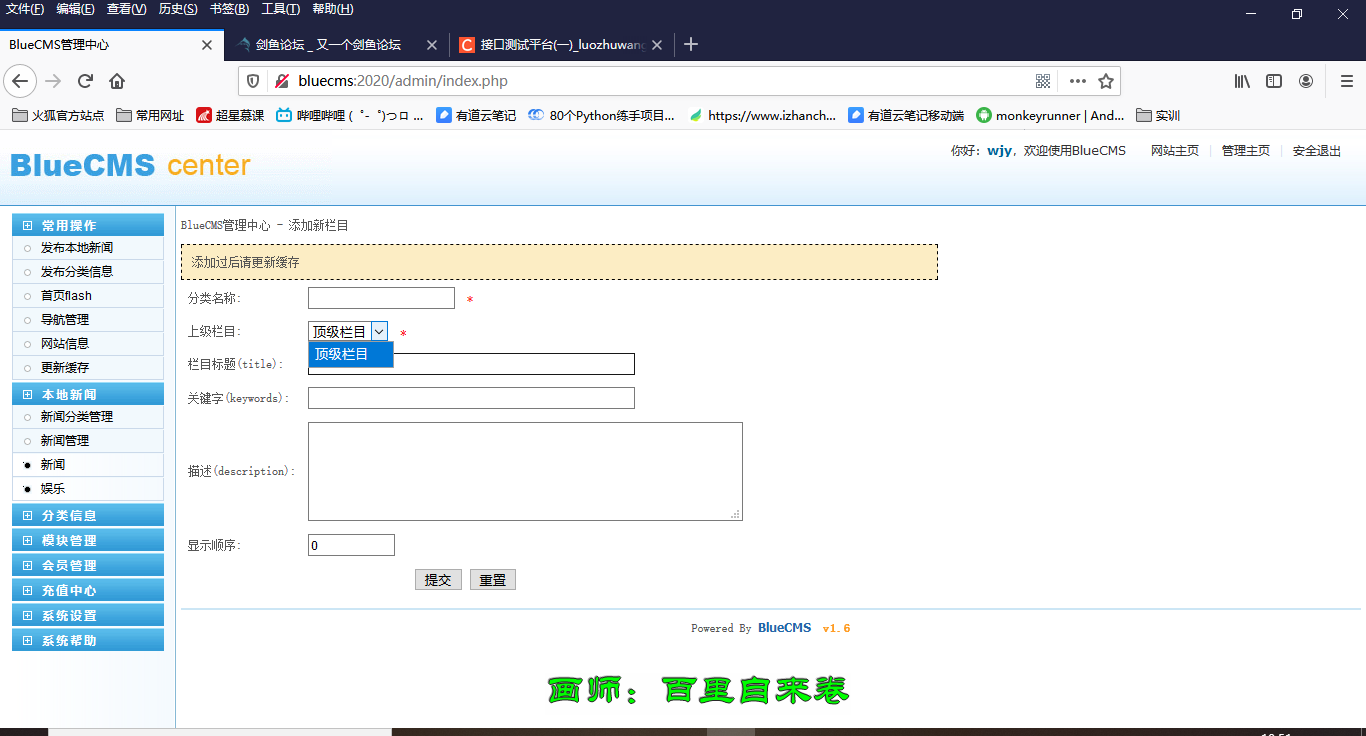 文件(F) 编辑(E) 查看(V) 历史(S) 书签(B) 工具(T) 帮助(H)
BlueCMS管理中心
剑鱼论坛 _ 又一个剑鱼论坛
接口测试平台(一)_luozhuwang
bluecms:2020/admin/index.php
火狐官方站点 常用网址 超星慕课 哔哩哔哩 ( ゜- ゜)つロ ... 有道云笔记 80个Python练手项目... https://www.izhanch... 有道云笔记移动端 monkeyrunner | And... 实训
BlueCMS center
你好：wjy，欢迎使用BlueCMS 网站主页 管理主页 安全退出
常用操作
发布本地新闻
发布分类信息
首页flash
导航管理
网站信息
更新缓存
本地新闻
新闻分类管理
新闻管理
新闻
娱乐
分类信息
模块管理
会员管理
充值中心
系统设置
系统帮助
BlueCMS管理中心 - 添加新栏目
添加过后请更新缓存
分类名称： *
上级栏目： 顶级栏目 *
顶级栏目
栏目标题(title)：
关键字(keywords)：
描述(description)：
显示顺序： 0
提交 重置
Powered By BlueCMS v1.6
画师：百里自来卷